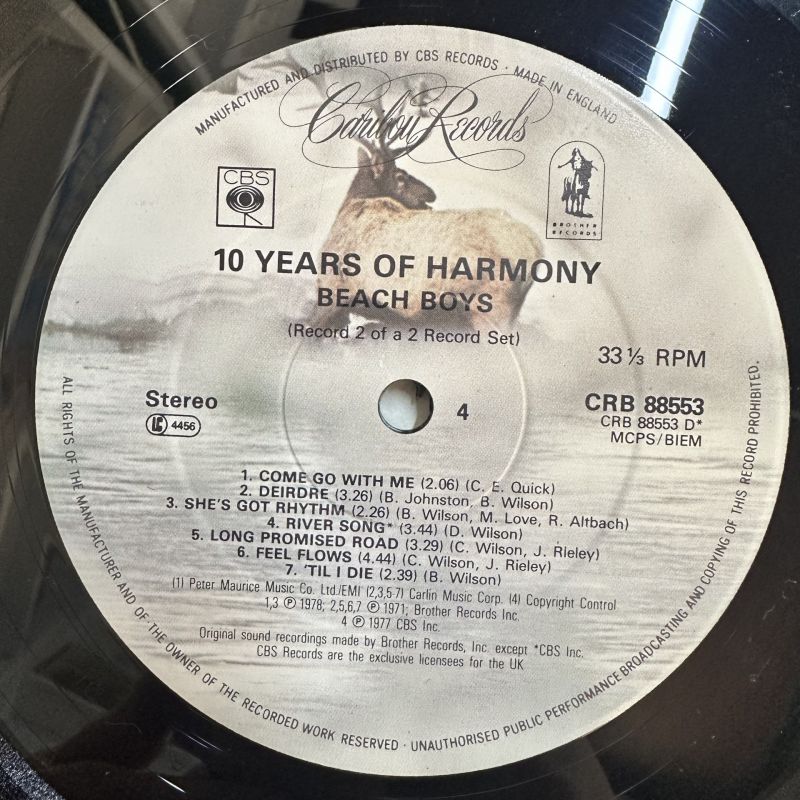 MANUFACTURED AND DISTRIBUTED BY CBS RECORDS · MADE IN ENGLAND
Caribou Records
CBS
BROTHER
RECORDS
10 YEARS OF HARMONY
BEACH BOYS
(Record 2 of a 2 Record Set)
33 1/3 RPM
Stereo
LC 4456
4
CRB 88553
CRB 88553 D*
MCPS/BIEM
1. COME GO WITH ME (2.06) (C. E. Quick)
2. DEIRDRE (3.26) (B. Johnston, B. Wilson)
3. SHE'S GOT RHYTHM (2.26) (B. Wilson, M. Love, R. Altbach)
4. RIVER SONG* (3.44) (D. Wilson)
5. LONG PROMISED ROAD (3.29) (C. Wilson, J. Rieley)
6. FEEL FLOWS (4.44) (C. Wilson, J. Rieley)
7. 'TIL I DIE (2.39) (B. Wilson)
(1) Peter Maurice Music Co. Ltd./EMI (2,3,5-7) Carlin Music Corp. (4) Copyright Control
1,3 ℗ 1978; 2,5,6,7 ℗ 1971; Brother Records Inc.
4 ℗ 1977 CBS Inc.
Original sound recordings made by Brother Records, Inc. except *CBS Inc.
CBS Records are the exclusive licensees for the UK
ALL RIGHTS OF THE MANUFACTURER AND OF THE OWNER OF THE RECORDED WORK RESERVED · UNAUTHORISED PUBLIC PERFORMANCE BROADCASTING AND COPYING OF THIS RECORD PROHIBITED.